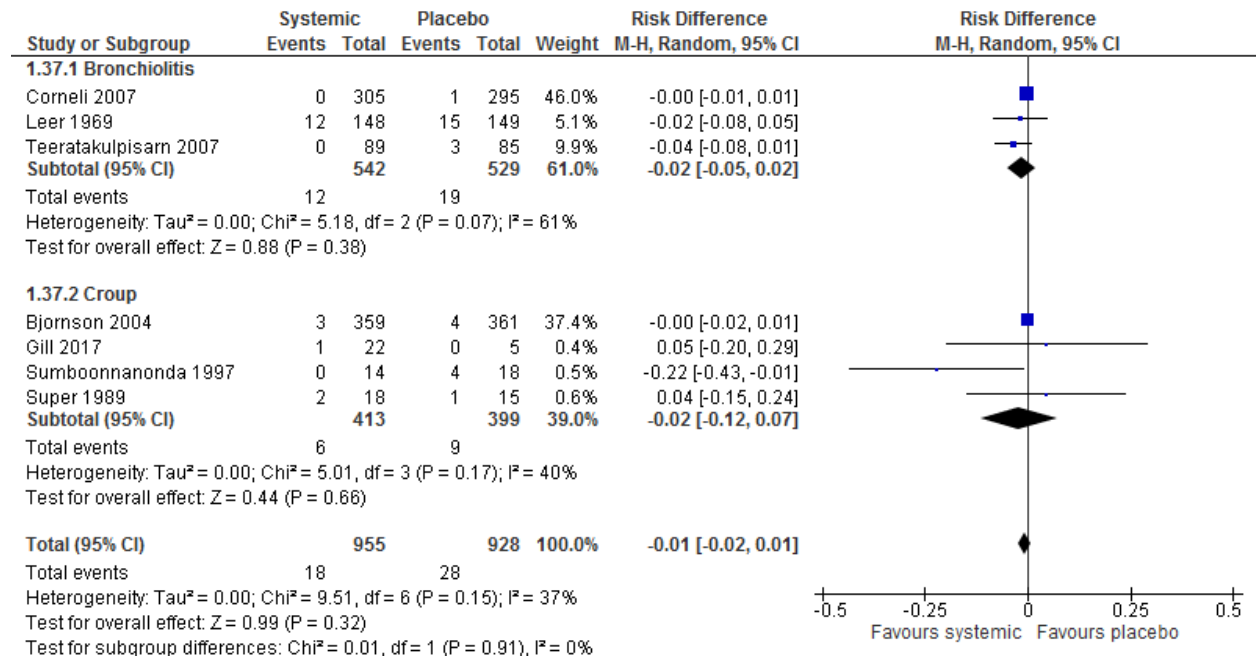 Systemic Placebo Risk Difference Risk Difference
Study or Subgroup Events Total Events Total Weight M-H, Random, 95% CI M-H, Random, 95% CI
1.37.1 Bronchiolitis
Corneli 2007 0 305 1 295 46.0% -0.00 [-0.01, 0.01]
Leer 1969 12 148 15 149 5.1% -0.02 [-0.08, 0.05]
Teeratakulpisarn 2007 0 89 3 85 9.9% -0.04 [-0.08, 0.01]
Subtotal (95% CI) 542 529 61.0% -0.02 [-0.05, 0.02]
Total events 12 19
Heterogeneity: Tau² = 0.00; Chi² = 5.18, df = 2 (P = 0.07); I² = 61%
Test for overall effect: Z = 0.88 (P = 0.38)
1.37.2 Croup
Bjornson 2004 3 359 4 361 37.4% -0.00 [-0.02, 0.01]
Gill 2017 1 22 0 5 0.4% 0.05 [-0.20, 0.29]
Sumboonnanonda 1997 0 14 4 18 0.5% -0.22 [-0.43, -0.01]
Super 1989 2 18 1 15 0.6% 0.04 [-0.15, 0.24]
Subtotal (95% CI) 413 399 39.0% -0.02 [-0.12, 0.07]
Total events 6 9
Heterogeneity: Tau² = 0.00; Chi² = 5.01, df = 3 (P = 0.17); I² = 40%
Test for overall effect: Z = 0.44 (P = 0.66)
Total (95% CI) 955 928 100.0% -0.01 [-0.02, 0.01]
Total events 18 28
Heterogeneity: Tau² = 0.00; Chi² = 9.51, df = 6 (P = 0.15); I² = 37%
Test for overall effect: Z = 0.99 (P = 0.32)
Test for subgroup differences: Chi² = 0.01, df = 1 (P = 0.91), I² = 0%
-0.5 -0.25 0 0.25 0.5
Favours systemic Favours placebo